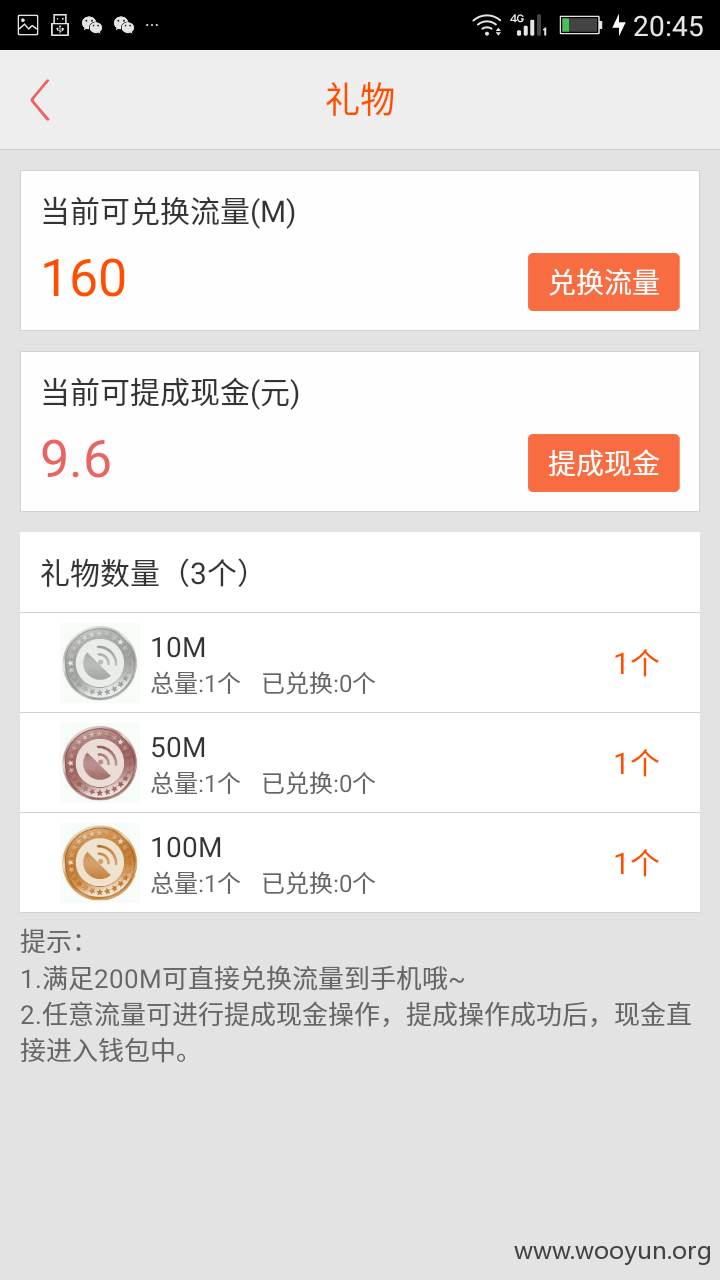 4G 1 20:45
礼物
当前可兑换流量(M)
160
兑换流量
当前可提成现金(元)
9.6
提成现金
礼物数量（3个）
10M
总量:1个 已兑换:0个
1个
50M
总量:1个 已兑换:0个
1个
100M
总量:1个 已兑换:0个
1个
提示：
1.满足200M可直接兑换流量到手机哦~
2.任意流量可进行提成现金操作，提成操作成功后，现金直
接进入钱包中。
www.wooyun.org